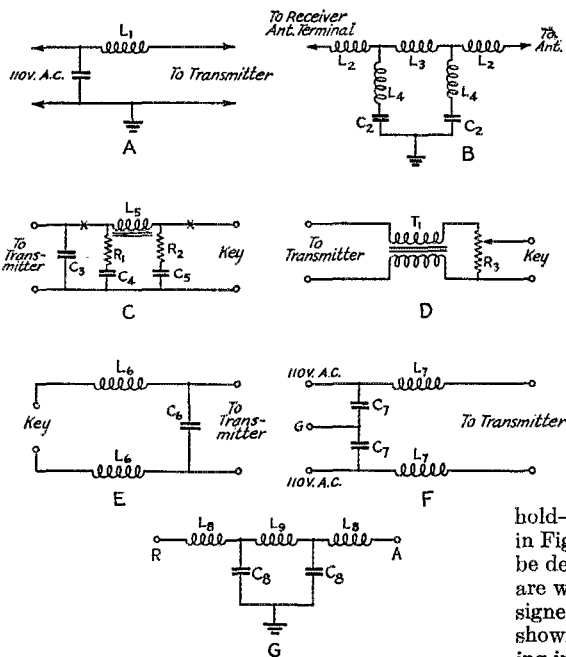 L1
110V. A.C.
To Transmitter
A
To Receiver
Ant. Terminal
To
Ant.
L2
L3
L2
L4
L4
C2
C2
B
L5
To
Trans-
mitter
C3
R1
C4
R2
C5
Key
C
T1
To
Transmitter
R3
Key
D
L6
Key
C6
To
Trans-
mitter
L6
E
110V. A.C.
L7
C7
G
To Transmitter
C7
L7
110V. A.C.
F
L8
L9
L8
R
A
C8
C8
G
hold-
in Fig
be de
are w
signe
show
ing i